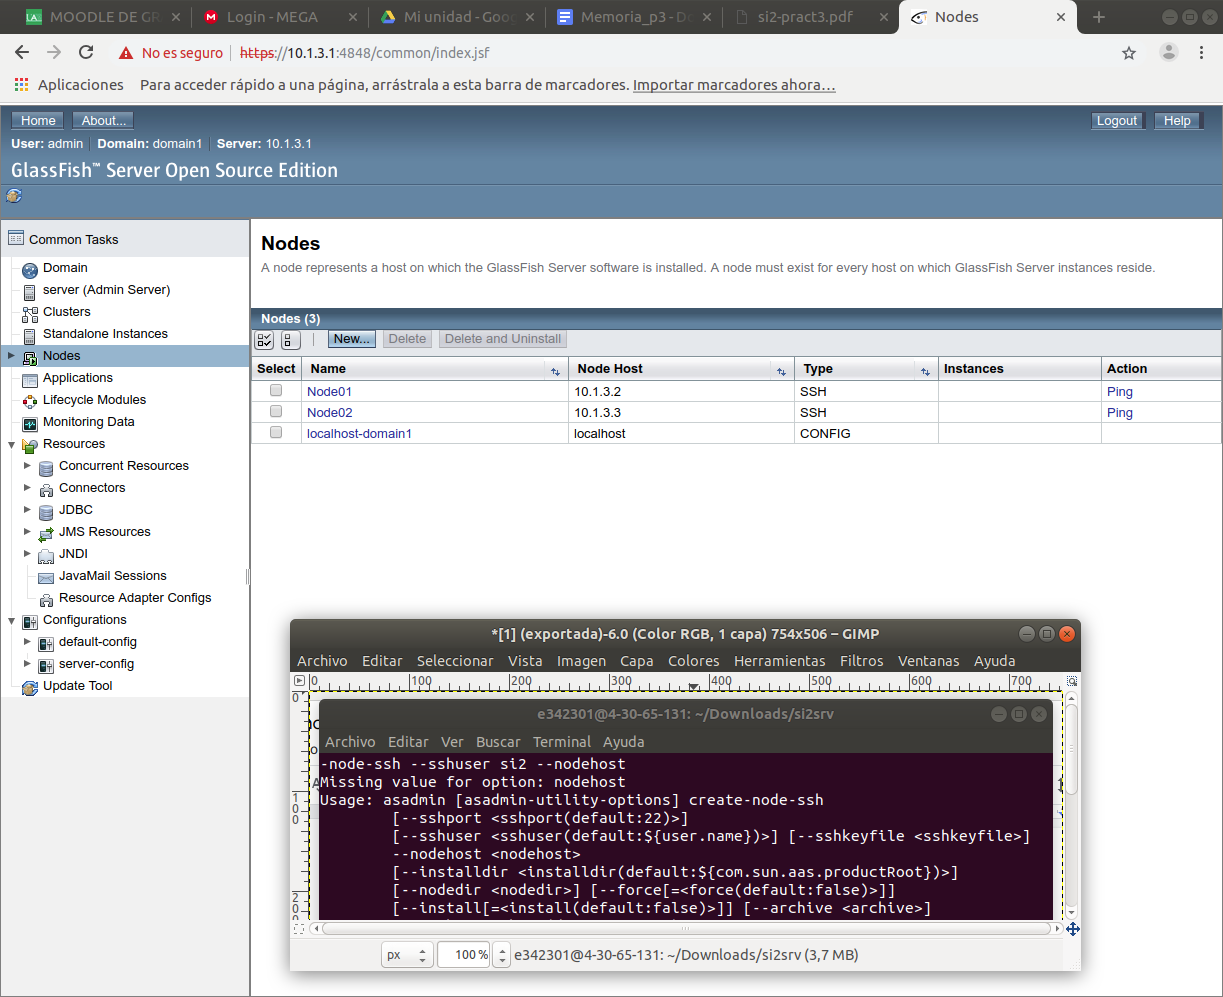 MOODLE DE GR
Login - MEGA
Mi unidad - Goog
Memoria_p3 - Do
si2-pract3.pdf
Nodes
No es seguro
https://10.1.3.1:4848/common/index.jsf
Aplicaciones
Para acceder rápido a una página, arrástrala a esta barra de marcadores. Importar marcadores ahora…
Home About... Logout Help
User: admin Domain: domain1 Server: 10.1.3.1
GlassFish™ Server Open Source Edition
Common Tasks
Domain
server (Admin Server)
Clusters
Standalone Instances
Nodes
Applications
Lifecycle Modules
Monitoring Data
Resources
Concurrent Resources
Connectors
JDBC
JMS Resources
JNDI
JavaMail Sessions
Resource Adapter Configs
Configurations
default-config
server-config
Update Tool
Nodes
A node represents a host on which the GlassFish Server software is installed. A node must exist for every host on which GlassFish Server instances reside.
Nodes (3)
New... Delete Delete and Uninstall
Select Name Node Host Type Instances Action
Node01 10.1.3.2 SSH Ping
Node02 10.1.3.3 SSH Ping
localhost-domain1 localhost CONFIG
*[1] (exportada)-6.0 (Color RGB, 1 capa) 754x506 – GIMP
Archivo Editar Seleccionar Vista Imagen Capa Colores Herramientas Filtros Ventanas Ayuda
0 100 200 300 400 500 600 700
0
100
200
e342301@4-30-65-131: ~/Downloads/si2srv
Archivo Editar Ver Buscar Terminal Ayuda
-node-ssh --sshuser si2 --nodehost
Missing value for option: nodehost
Usage: asadmin [asadmin-utility-options] create-node-ssh
[--sshport <sshport(default:22)>]
[--sshuser <sshuser(default:${user.name})>] [--sshkeyfile <sshkeyfile>]
--nodehost <nodehost>
[--installdir <installdir(default:${com.sun.aas.productRoot})>]
[--nodedir <nodedir>] [--force[=<force(default:false)>]]
[--install[=<install(default:false)>]] [--archive <archive>]
px 100 % e342301@4-30-65-131: ~/Downloads/si2srv (3,7 MB)